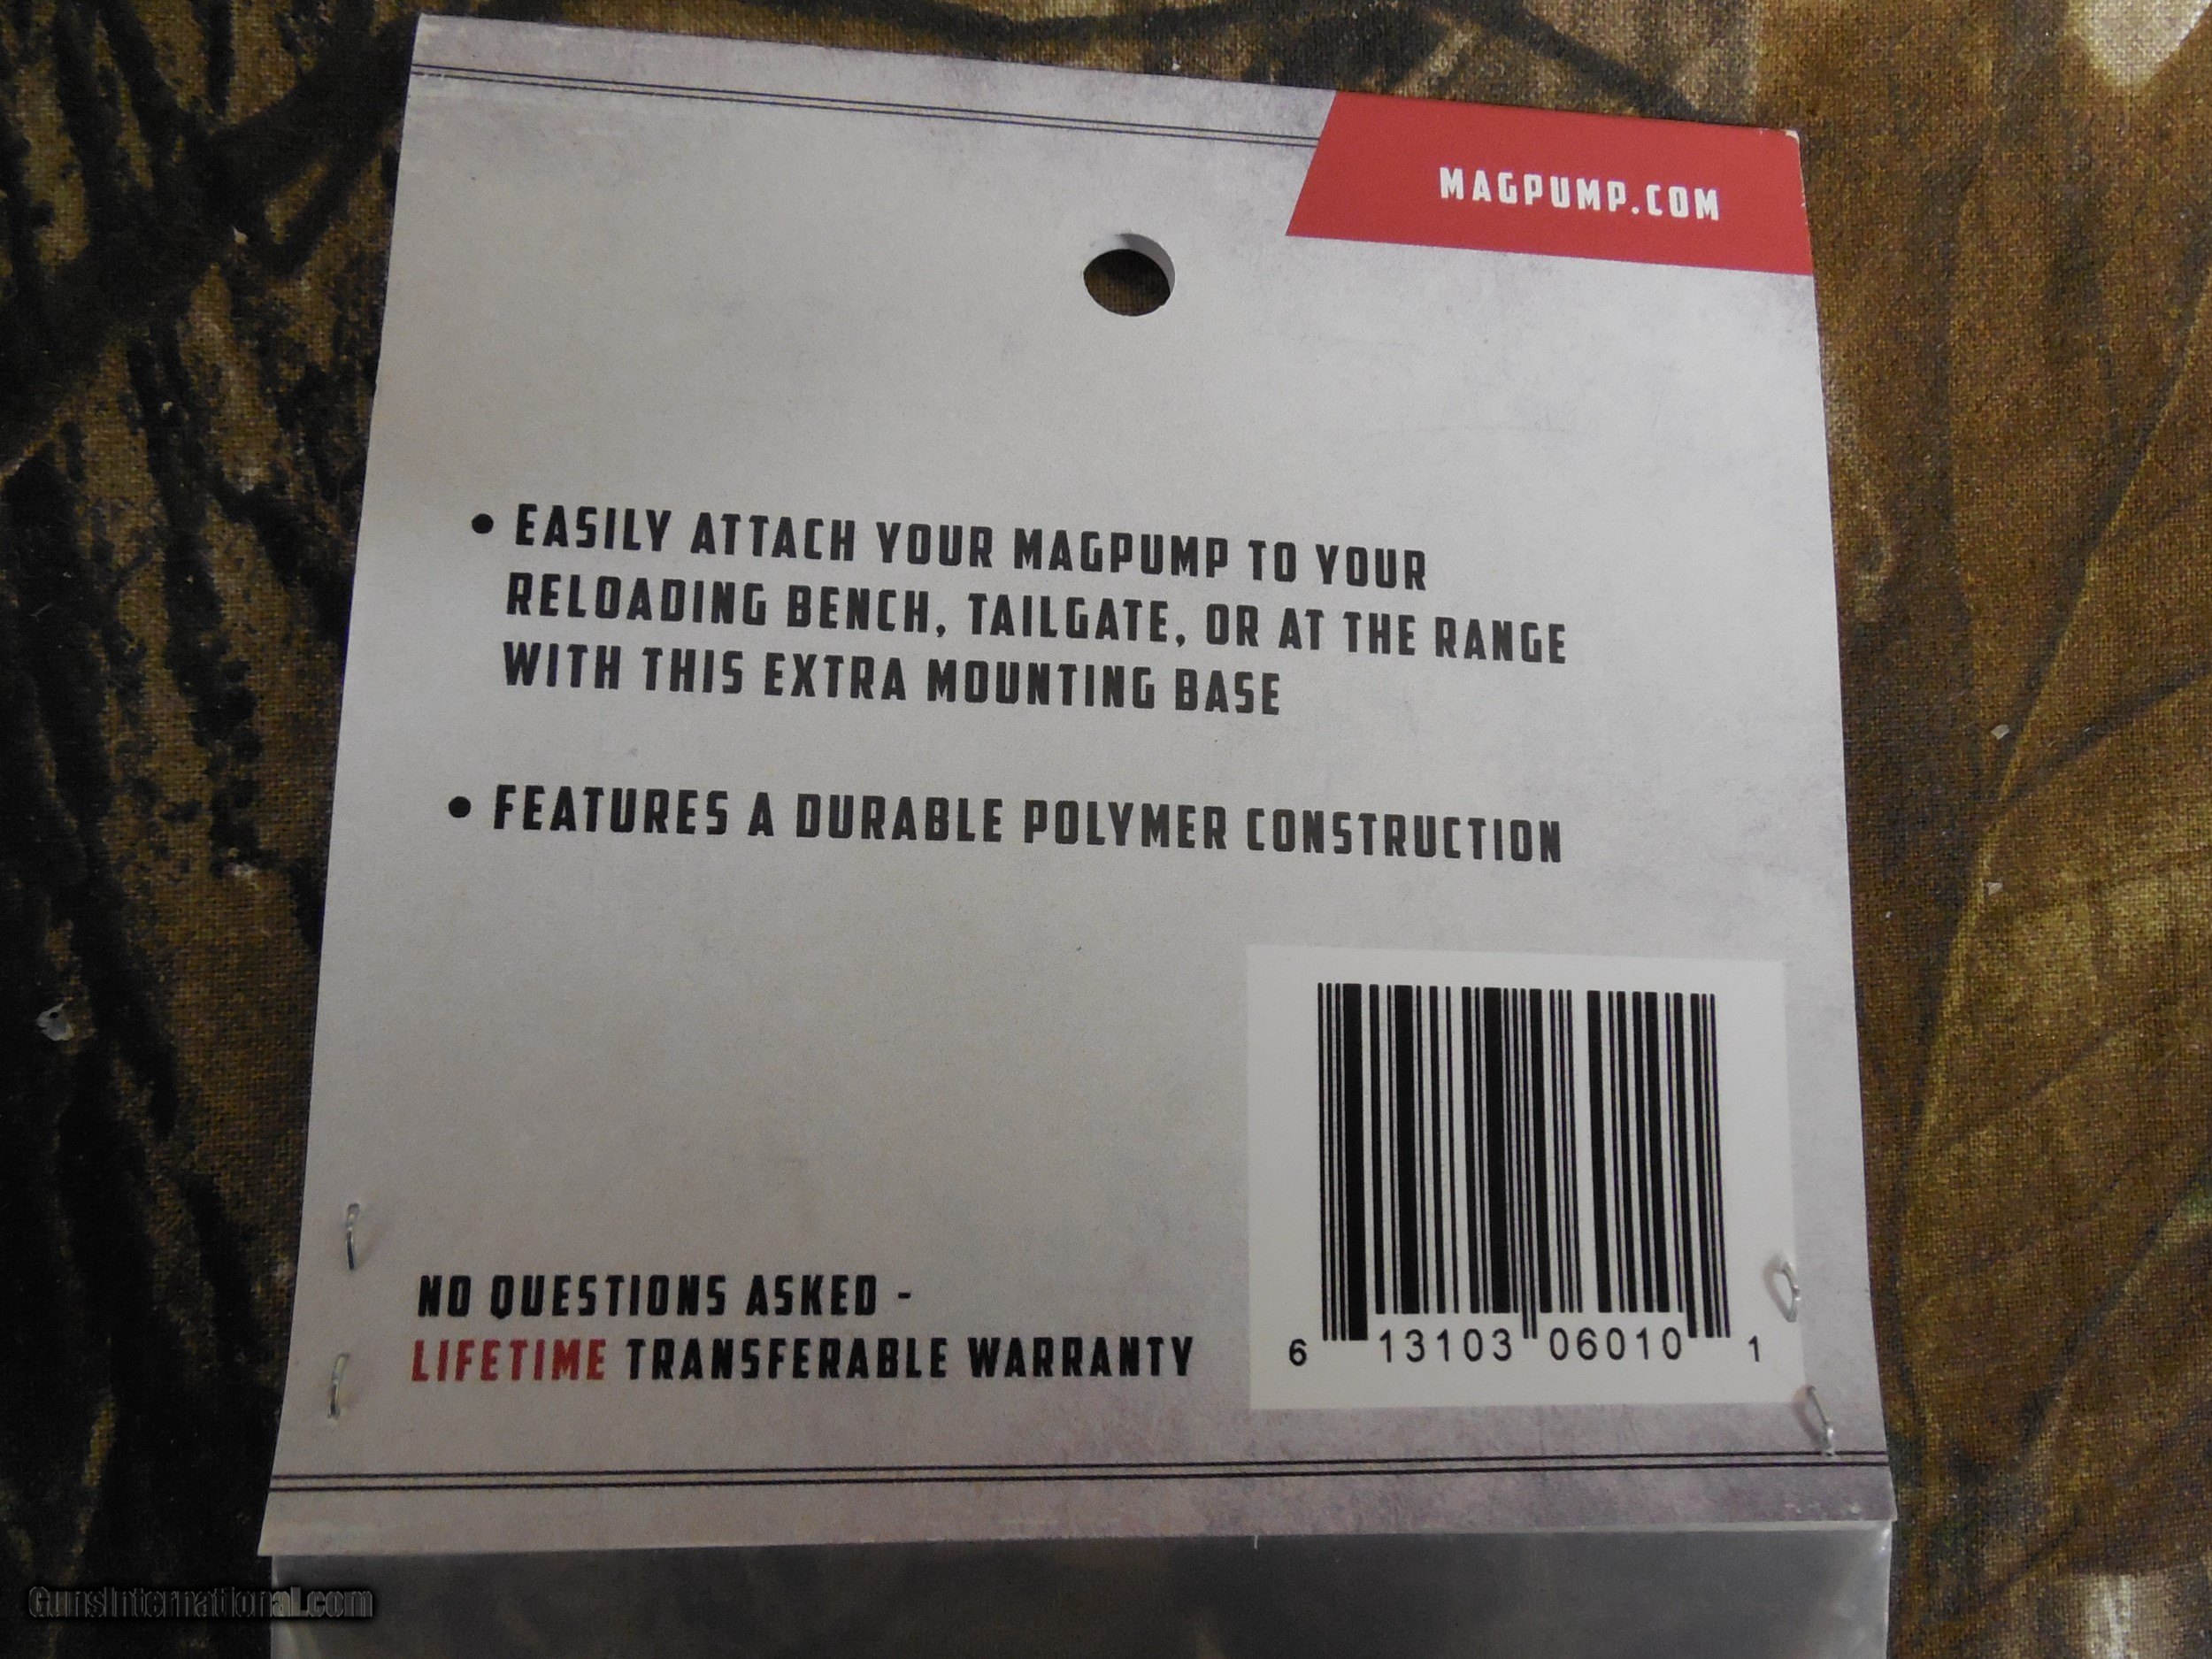 MAGPUMP.COM
• EASILY ATTACH YOUR MAGPUMP TO YOUR
RELOADING BENCH, TAILGATE, OR AT THE RANGE
WITH THIS EXTRA MOUNTING BASE
• FEATURES A DURABLE POLYMER CONSTRUCTION
NO QUESTIONS ASKED -
LIFETIME TRANSFERABLE WARRANTY
6 13103 06010 1
GunsInternational.com